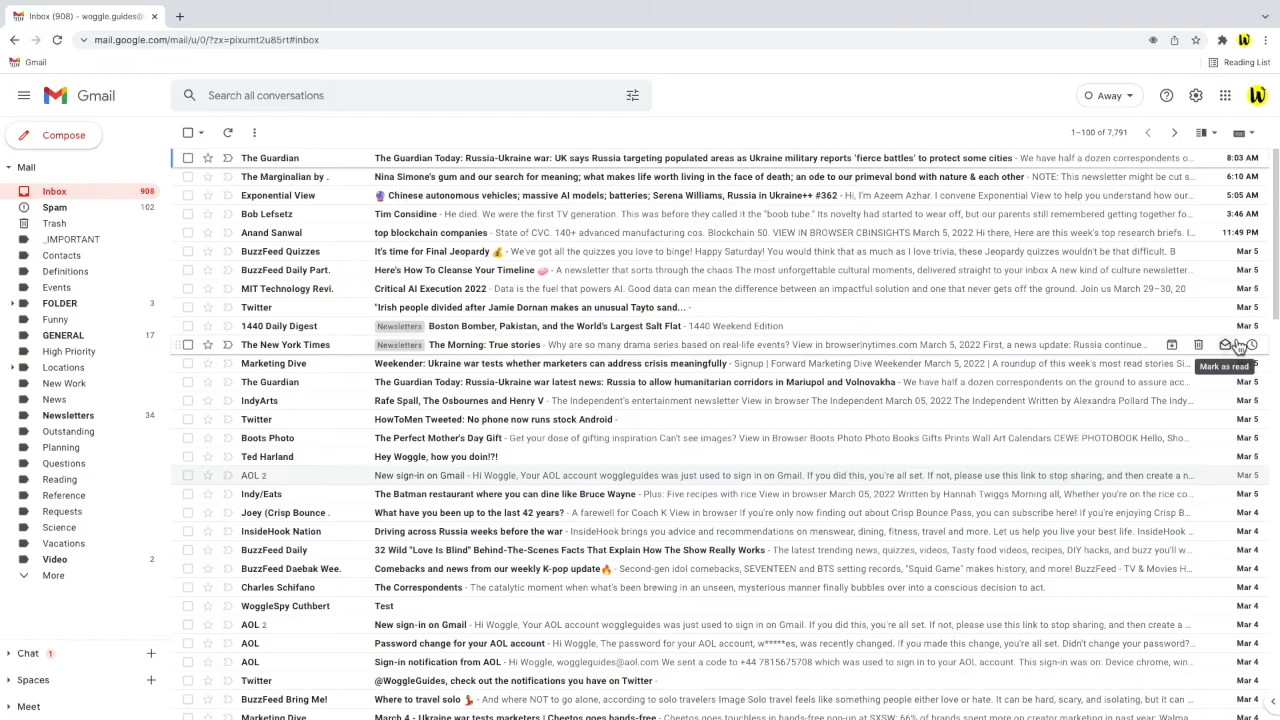 Inbox (908) - woggle.guides@
mail.google.com/mail/u/0/?zx=pixumt2u85rt#inbox
Gmail
Reading List
Gmail
Search all conversations
Away
Compose
1–100 of 7,791
Mail
Inbox 908
Spam 102
Trash
_IMPORTANT
Contacts
Definitions
Events
FOLDER 3
Funny
GENERAL 17
High Priority
Locations
New Work
News
Newsletters 34
Outstanding
Planning
Questions
Reading
Reference
Requests
Science
Vacations
Video 2
More
Chat 1
Spaces
Meet
The Guardian The Guardian Today: Russia-Ukraine war: UK says Russia targeting populated areas as Ukraine military reports 'fierce battles' to protect some cities - We have half a dozen correspondents o... 8:03 AM
The Marginalian by . Nina Simone's gum and our search for meaning; what makes life worth living in the face of death; an ode to our primeval bond with nature & each other - NOTE: This newsletter might be cut s... 6:10 AM
Exponential View 🔮 Chinese autonomous vehicles; massive AI models; batteries; Serena Williams, Russia in Ukraine++ #362 - Hi, I'm Azeem Azhar. I convene Exponential View to help you understand how our... 5:05 AM
Bob Lefsetz Tim Considine - He died. We were the first TV generation. This was before they called it the "boob tube." Its novelty had started to wear off, but our parents still remembered getting together fo... 3:46 AM
Anand Sanwal top blockchain companies - State of CVC. 140+ advanced manufacturing cos. Blockchain 50. VIEW IN BROWSER CBINSIGHTS March 5, 2022 Hi there, Here are this week's top research briefs. I... 11:49 PM
BuzzFeed Quizzes It's time for Final Jeopardy 💰 - We've got all the quizzes you love to binge! Happy Saturday! You would think that as much as I love trivia, these Jeopardy quizzes wouldn't be that difficult. B Mar 5
BuzzFeed Daily Part. Here's How To Cleanse Your Timeline 🧼 - A newsletter that sorts through the chaos The most unforgettable cultural moments, delivered straight to your inbox A new kind of culture newslette... Mar 5
MIT Technology Revi. Critical AI Execution 2022 - Data is the fuel that powers AI. Good data can mean the difference between an impactful solution and one that never gets off the ground. Join us March 29–30, 20 Mar 5
Twitter "Irish people divided after Jamie Dornan makes an unusual Tayto sand... - Mar 5
1440 Daily Digest Newsletters Boston Bomber, Pakistan, and the World's Largest Salt Flat - 1440 Weekend Edition Mar 5
The New York Times Newsletters The Morning: True stories - Why are so many drama series based on real-life events? View in browser|nytimes.com March 5, 2022 First, a news update: Russia continue...
Marketing Dive Weekender: Ukraine war tests whether marketers can address crisis meaningfully - Signup | Forward Marketing Dive Weekender March 5, 2022 | A roundup of this week's most read stories Si... Mar 5
Mark as read
The Guardian The Guardian Today: Russia-Ukraine war latest news: Russia to allow humanitarian corridors in Mariupol and Volnovakha - We have half a dozen correspondents on the ground to assure acc... Mar 5
IndyArts Rafe Spall, The Osbournes and Henry V - The Independent's entertainment newsletter View in browser The Independent March 05, 2022 The Independent Written by Alexandra Pollard The Indy... Mar 5
Twitter HowToMen Tweeted: No phone now runs stock Android - Mar 5
Boots Photo The Perfect Mother's Day Gift - Get your dose of gifting inspiration Can't see images? View in Browser Boots Photo Photo Books Gifts Prints Wall Art Calendars CEWE PHOTOBOOK Hello, Sho... Mar 5
Ted Harland Hey Woggle, how you doin!?! Mar 5
AOL 2 New sign-in on Gmail - Hi Woggle, Your AOL account woggleguides was just used to sign in on Gmail. If you did this, you're all set. If not, please use this link to stop sharing, and then create a n... Mar 5
Indy/Eats The Batman restaurant where you can dine like Bruce Wayne - Plus: Five recipes with rice View in browser March 05, 2022 Written by Hannah Twiggs Morning all, Whether you're on the rice co... Mar 5
Joey (Crisp Bounce . What have you been up to the last 42 years? - A farewell for Coach K View in browser If you're only now finding out about Crisp Bounce Pass, you can subscribe here! If you're enjoying Crisp B... Mar 4
InsideHook Nation Driving across Russia weeks before the war - InsideHook brings you advice and recommendations on menswear, dining, fitness, travel and more. Let us help you live your best life. InsideHook ... Mar 4
BuzzFeed Daily 32 Wild "Love Is Blind" Behind-The-Scenes Facts That Explain How The Show Really Works - The latest trending news, quizzes, videos, Tasty food videos, recipes, DIY hacks, and buzz you'll w... Mar 4
BuzzFeed Daebak Wee. Comebacks and news from our weekly K-pop update🔥 - Second-gen idol comebacks, SEVENTEEN and BTS setting records, "Squid Game" makes history, and more! BuzzFeed - TV & Movies H... Mar 4
Charles Schifano The Correspondents - The catalytic moment when what's been brewing in an unseen, mysterious manner finally bubbles over into a conscious decision to act. Mar 4
WoggleSpy Cuthbert Test Mar 4
AOL 2 New sign-in on Gmail - Hi Woggle, Your AOL account woggleguides was just used to sign in on Gmail. If you did this, you're all set. If not, please use this link to stop sharing, and then create a n... Mar 4
AOL Password change for your AOL account - Hi Woggle, The password for your AOL account, w*****es, was recently changed. If you made this change, you're all set. Didn't change your password?... Mar 4
AOL Sign-in notification from AOL - Hi Woggle, woggleguides@aol.com We sent a code to +44 7815675708 which was used to sign in to your AOL account. This sign-in was on: Device chrome, win... Mar 4
Twitter @WoggleGuides, check out the notifications you have on Twitter - Mar 4
BuzzFeed Bring Me! Where to travel solo 💃 - And where NOT to go alone, according to solo travelers Image Solo travel feels like something people either love or hate. It can be hard, scary, and isolating, but it can ... Mar 4
Marketing Dive March 4 - Ukraine war tests marketers | Cheetos goes hands-free - Cheetos goes touchless in hands-free pop-up at SXSW; 66% of brands spent more on creator marketing in past year Walmo... Mar 4